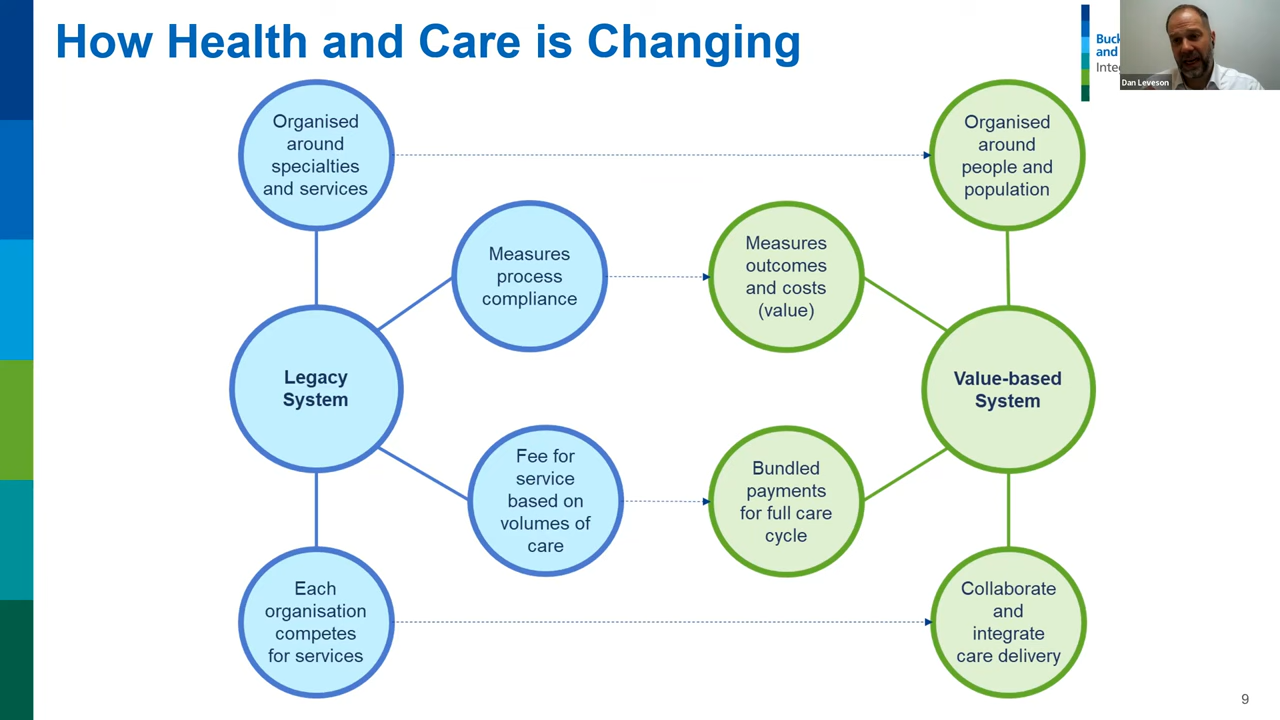 How Health and Care is Changing
and
Dan Leveson
Organised
around
specialties
and services
Organised
around
people and
population
Measures
process
compliance
Measures
outcomes
and costs
(value)
Legacy
System
Value-based
System
Fee for
service
based on
volumes of
care
Bundled
payments
for full care
cycle
Each
organisation
competes
for services
Collaborate
and
integrate
care delivery
9